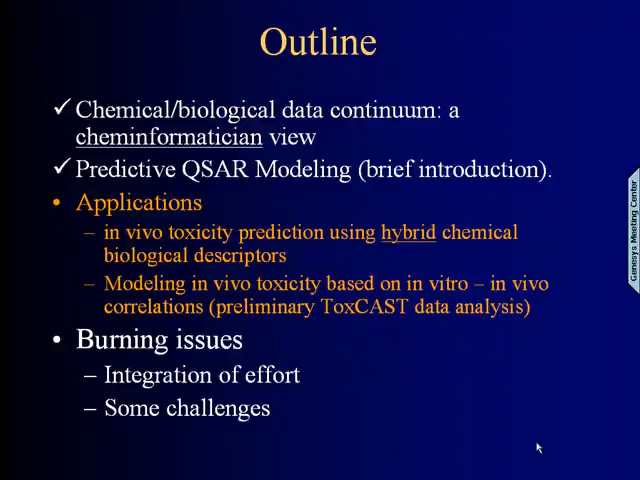 Outline
✓ Chemical/biological data continuum: a
cheminformatician view
✓ Predictive QSAR Modeling (brief introduction).
• Applications
– in vivo toxicity prediction using hybrid chemical
biological descriptors
– Modeling in vivo toxicity based on in vitro – in vivo
correlations (preliminary ToxCAST data analysis)
• Burning issues
– Integration of effort
– Some challenges
Genesys Meeting Center